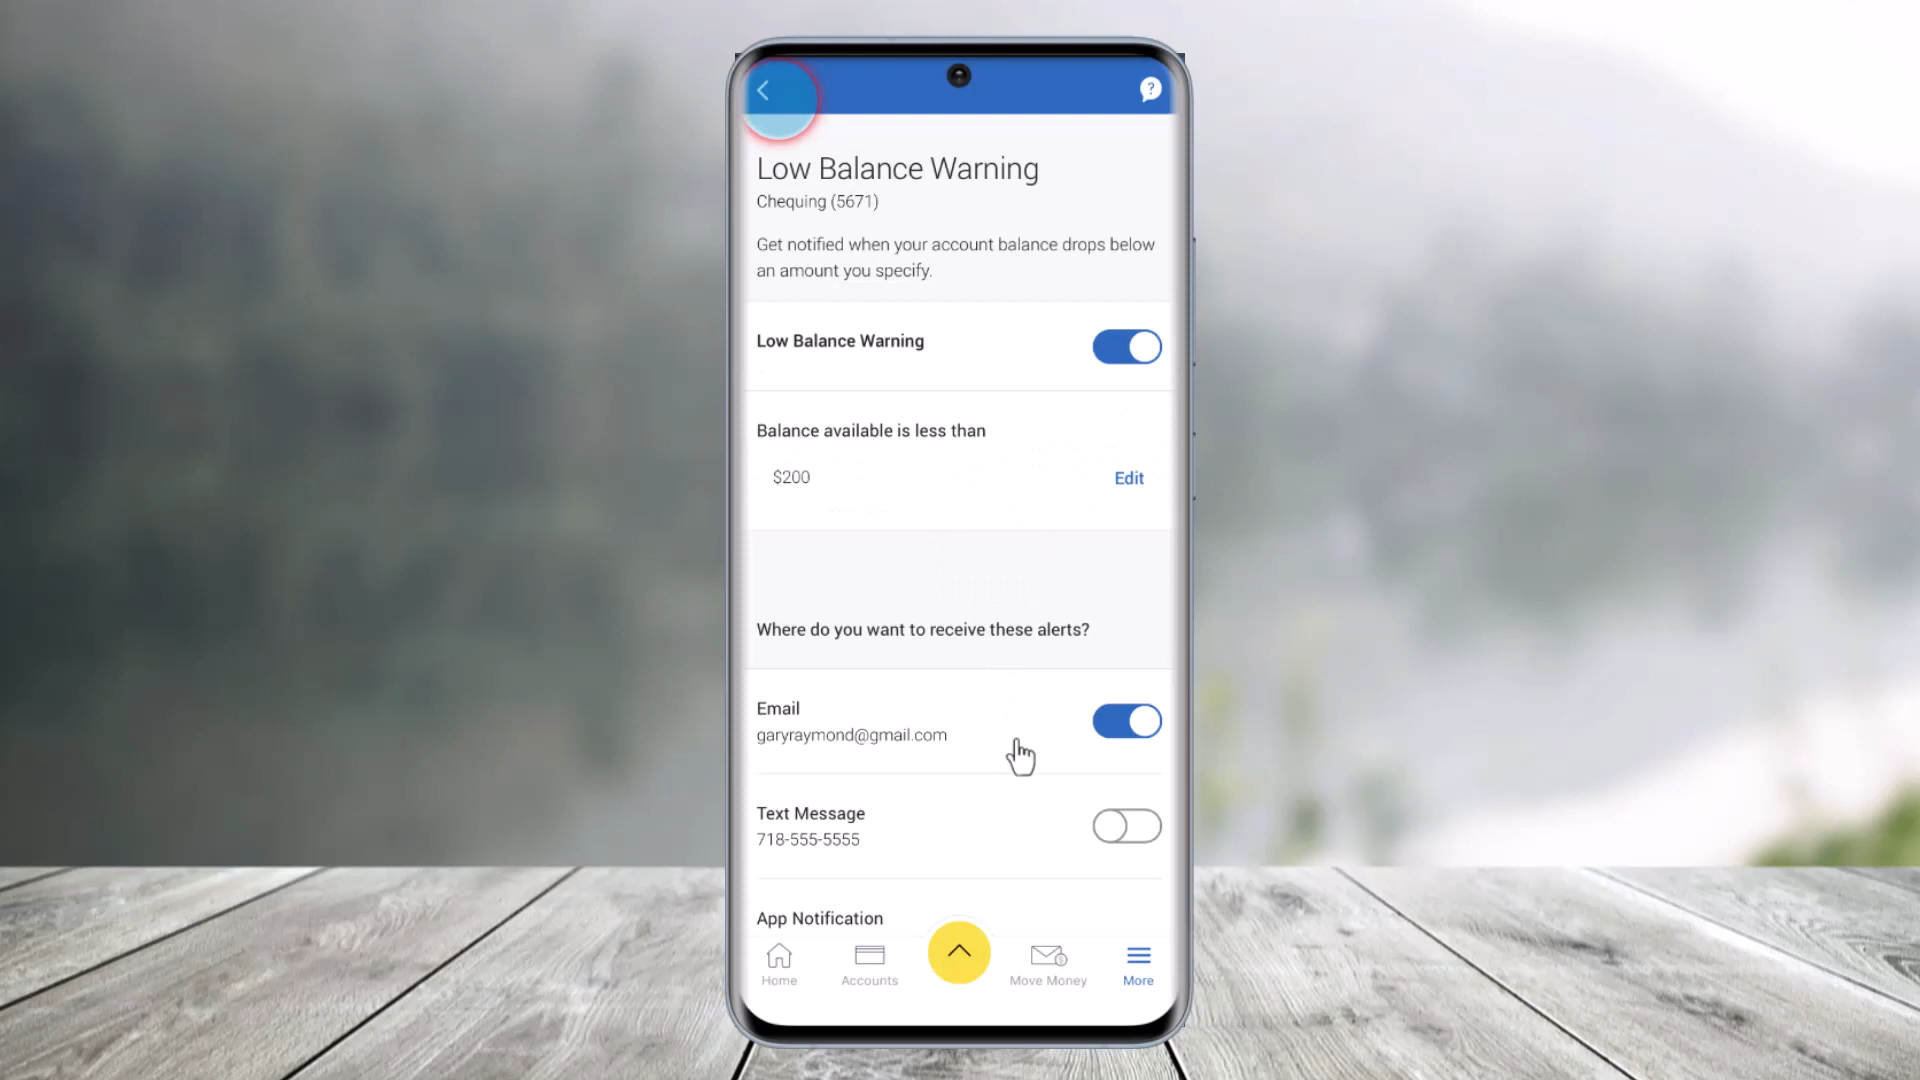 ?
Low Balance Warning
Chequing (5671)
Get notified when your account balance drops below
an amount you specify.
Low Balance Warning
Balance available is less than
$200
Edit
Where do you want to receive these alerts?
Email
garyraymond@gmail.com
Text Message
718-555-5555
App Notification
Home
Accounts
Move Money
More